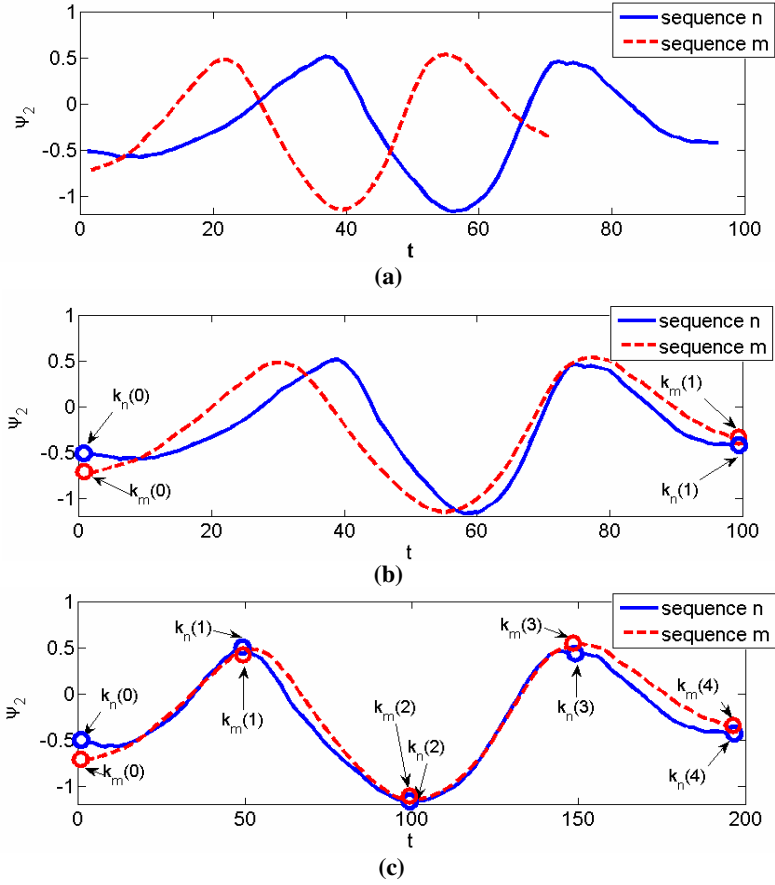 1
0.5
0
-0.5
-1
Ψ2
0
20
40
60
80
100
t
sequence n
sequence m
(a)
1
0.5
0
-0.5
-1
Ψ2
0
20
40
60
80
100
t
sequence n
sequence m
kn(0)
km(0)
km(1)
kn(1)
(b)
1
0.5
0
-0.5
-1
Ψ2
0
50
100
150
200
t
sequence n
sequence m
kn(0)
km(0)
kn(1)
km(1)
km(2)
kn(2)
km(3)
kn(3)
km(4)
kn(4)
(c)